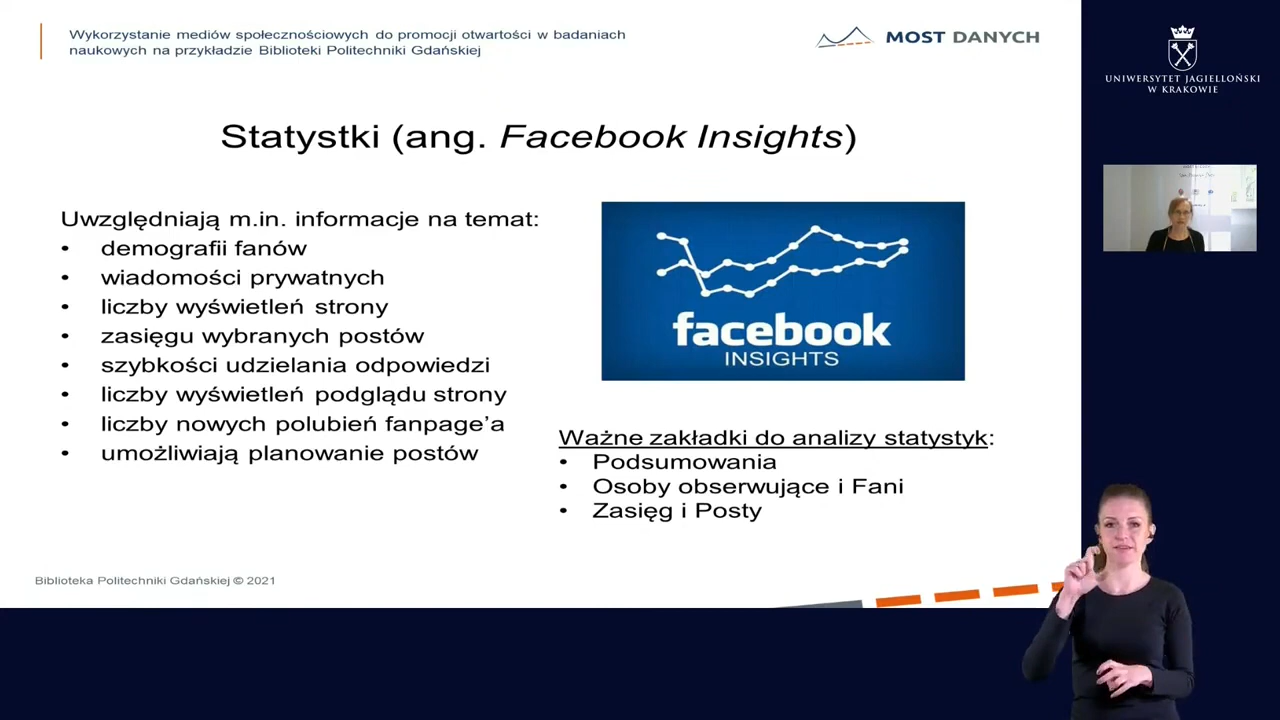 Wykorzystanie mediów społecznościowych do promocji otwartości w badaniach
naukowych na przykładzie Biblioteki Politechniki Gdańskiej
MOST DANYCH
UNIWERSYTET JAGIELLOŃSKI
W KRAKOWIE
Statystki (ang. Facebook Insights)
Uwzględniają m.in. informacje na temat:
• demografii fanów
• wiadomości prywatnych
• liczby wyświetleń strony
• zasięgu wybranych postów
• szybkości udzielania odpowiedzi
• liczby wyświetleń podglądu strony
• liczby nowych polubień fanpage’a
• umożliwiają planowanie postów
facebook
INSIGHTS
Ważne zakładki do analizy statystyk:
• Podsumowania
• Osoby obserwujące i Fani
• Zasięg i Posty
Biblioteka Politechniki Gdańskiej © 2021